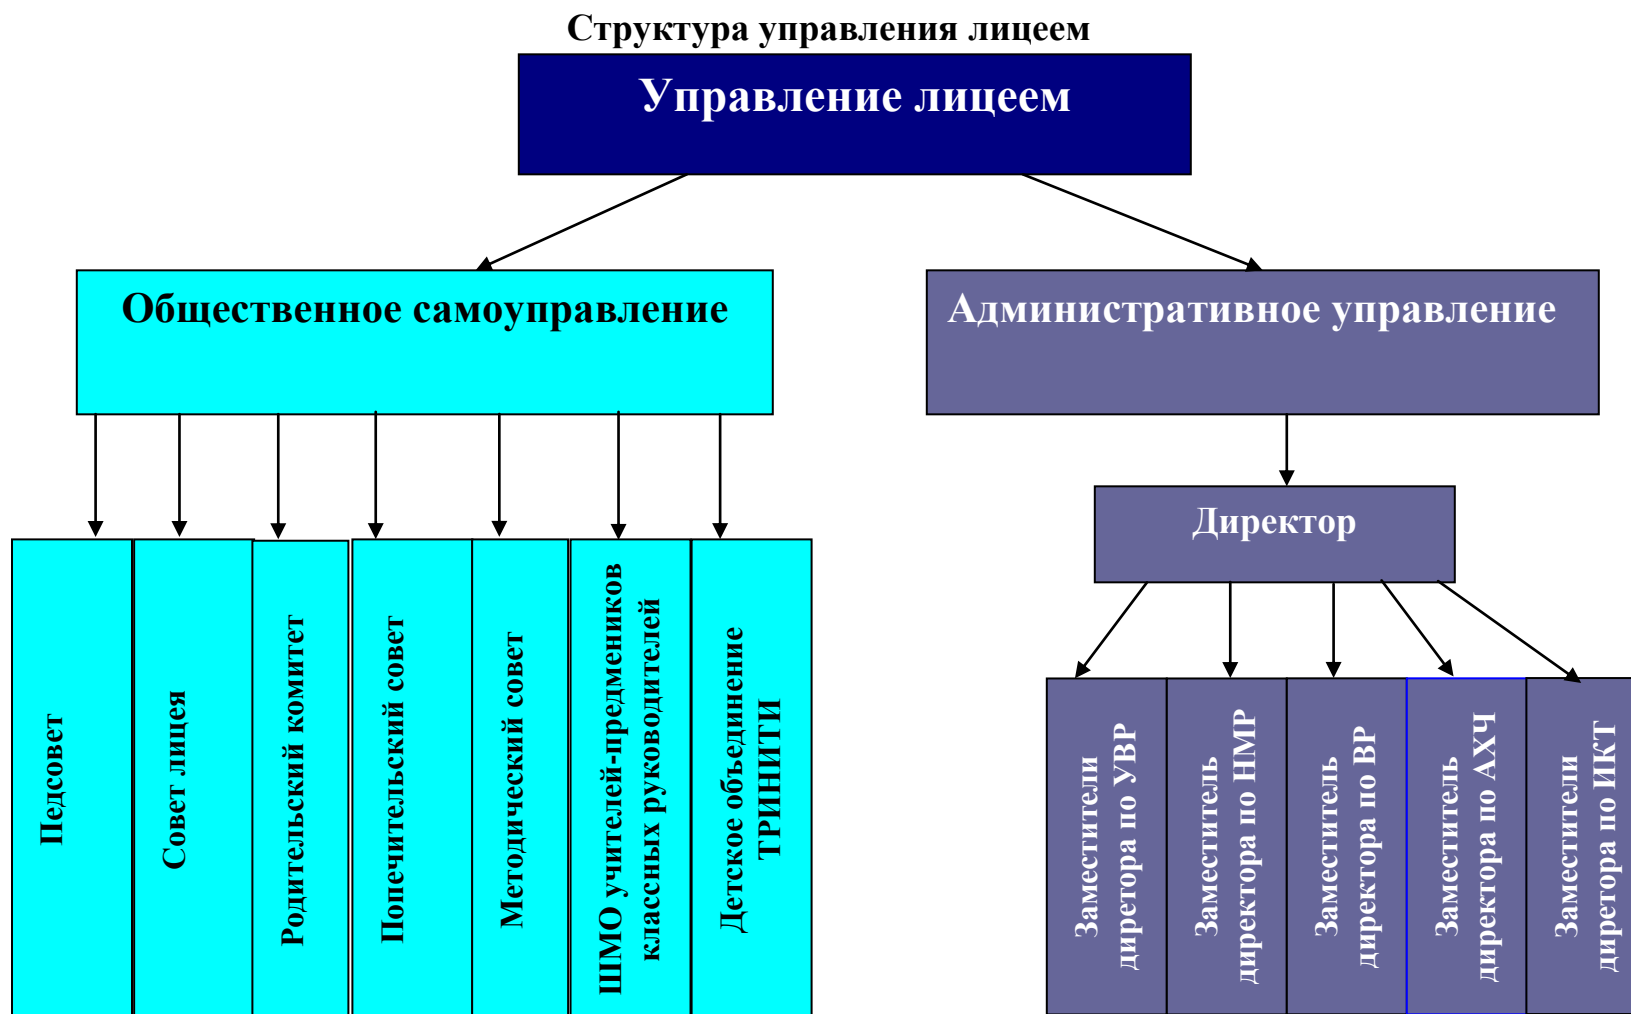 Структура управления лицеем
Управление лицеем
Общественное самоуправление
Административное управление
Директор
Педсовет
Совет лицея
Родительский комитет
Попечительский совет
Методический совет
ШМО учителей-предмеников
классных руководителей
Детское объединение
ТРИНИТИ
Заместители
диретора по УВР
Заместитель
директора по НМР
Заместитель
директора по ВР
Заместитель
директора по АХЧ
Заместители
диретора по ИКТ